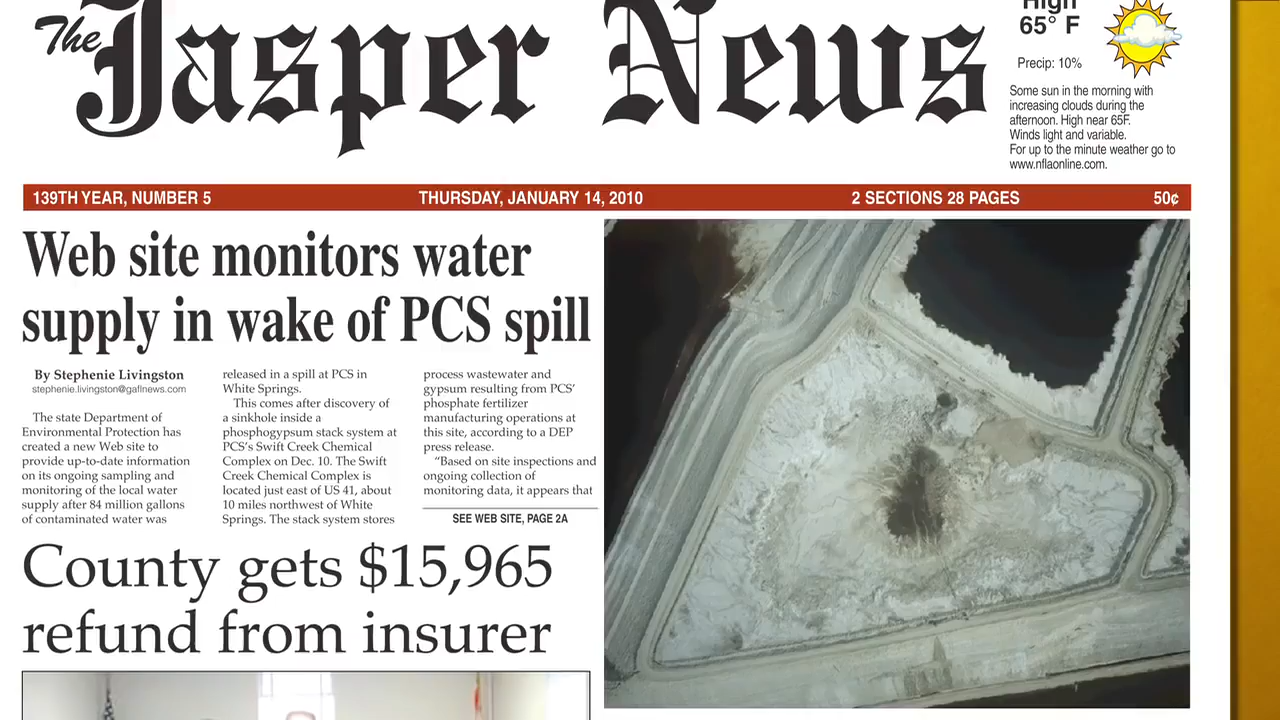 The Jasper News
High
65° F
Precip: 10%
Some sun in the morning with
increasing clouds during the
afternoon. High near 65F.
Winds light and variable.
For up to the minute weather go to
www.nflaonline.com.
139TH YEAR, NUMBER 5
THURSDAY, JANUARY 14, 2010
2 SECTIONS 28 PAGES
50¢
Web site monitors water
supply in wake of PCS spill
By Stephenie Livingston
stephenie.livingston@gaflnews.com
The state Department of
Environmental Protection has
created a new Web site to
provide up-to-date information
on its ongoing sampling and
monitoring of the local water
supply after 84 million gallons
of contaminated water was
released in a spill at PCS in
White Springs.
This comes after discovery of
a sinkhole inside a
phosphogypsum stack system at
PCS's Swift Creek Chemical
Complex on Dec. 10. The Swift
Creek Chemical Complex is
located just east of US 41, about
10 miles northwest of White
Springs. The stack system stores
process wastewater and
gypsum resulting from PCS'
phosphate fertilizer
manufacturing operations at
this site, according to a DEP
press release.
"Based on site inspections and
ongoing collection of
monitoring data, it appears that
SEE WEB SITE, PAGE 2A
County gets $15,965
refund from insurer